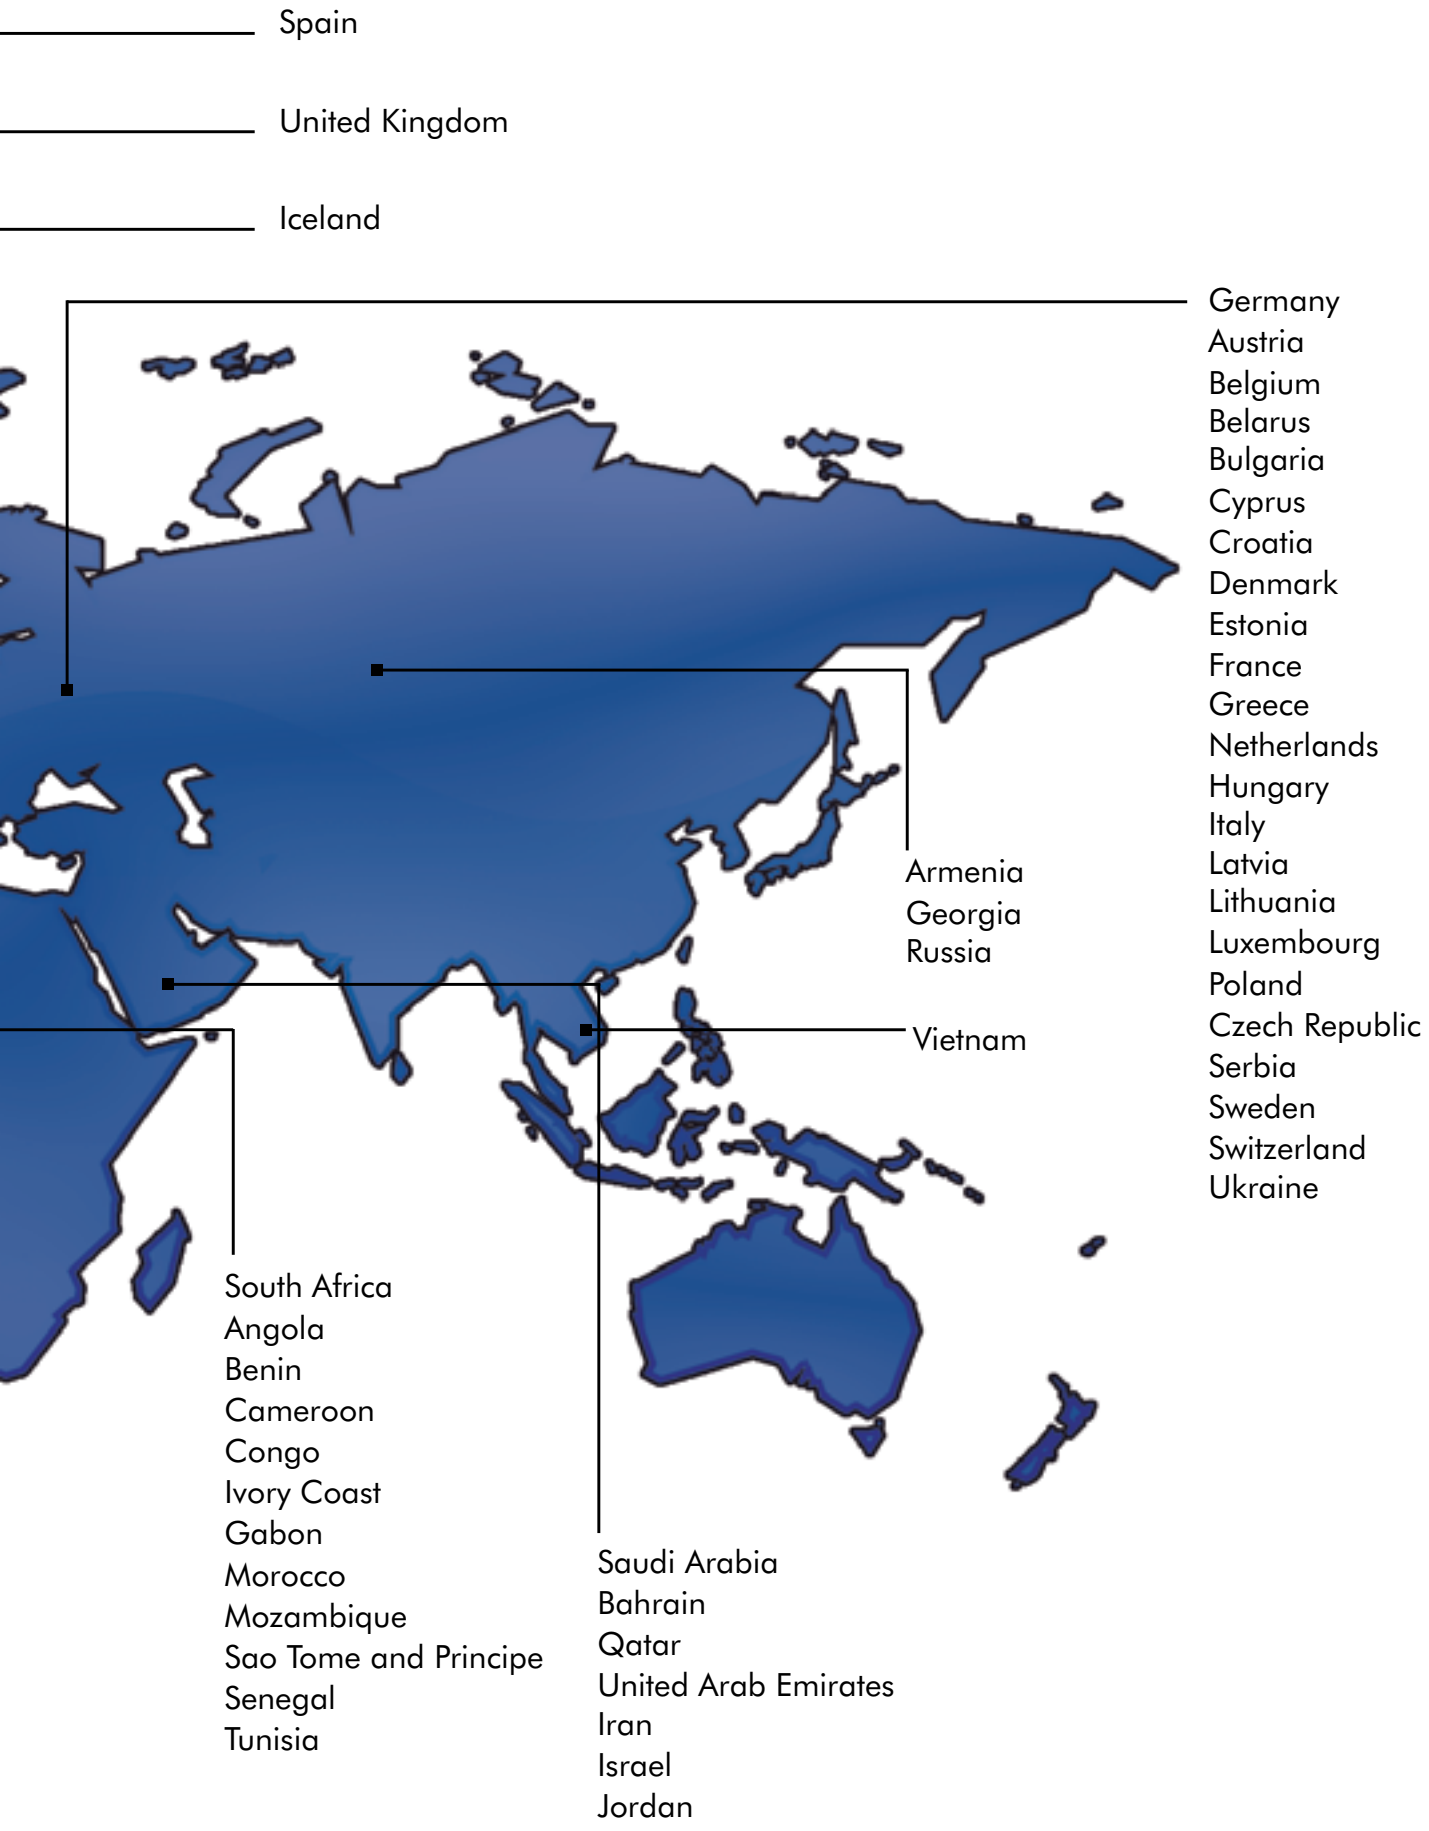 Spain
United Kingdom
Iceland
Germany
Austria
Belgium
Belarus
Bulgaria
Cyprus
Croatia
Denmark
Estonia
France
Greece
Netherlands
Hungary
Italy
Latvia
Lithuania
Luxembourg
Poland
Czech Republic
Serbia
Sweden
Switzerland
Ukraine
Armenia
Georgia
Russia
Vietnam
South Africa
Angola
Benin
Cameroon
Congo
Ivory Coast
Gabon
Morocco
Mozambique
Sao Tome and Principe
Senegal
Tunisia
Saudi Arabia
Bahrain
Qatar
United Arab Emirates
Iran
Israel
Jordan